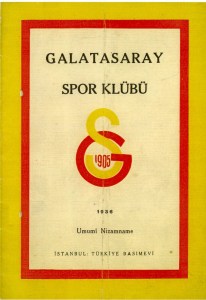 GALATASARAY
SPOR KLÜBÜ
1905
1936
Umumî Nizamname
İSTANBUL: TÜRKİYE BASIMEVİ